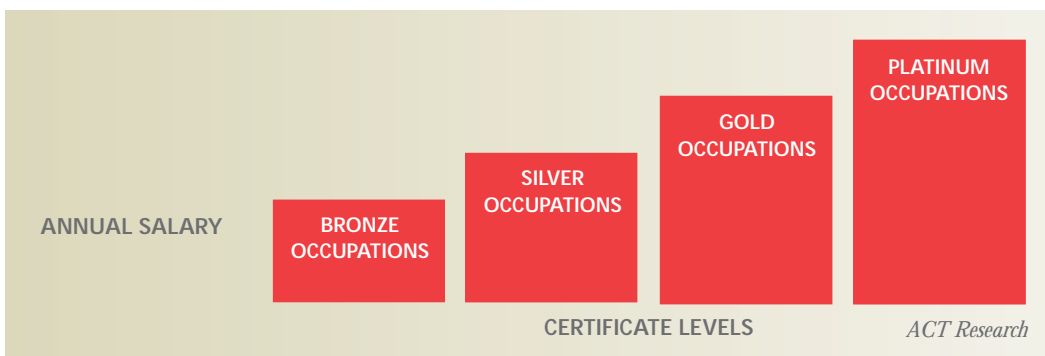 ANNUAL SALARY
BRONZE
OCCUPATIONS
SILVER
OCCUPATIONS
GOLD
OCCUPATIONS
PLATINUM
OCCUPATIONS
CERTIFICATE LEVELS
ACT Research